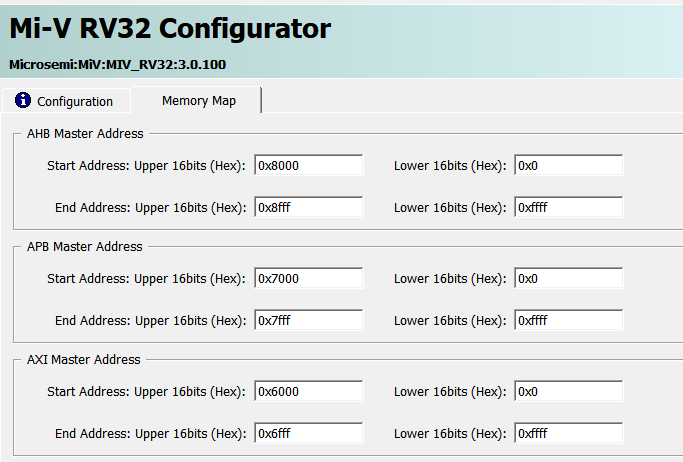 Mi-V RV32 Configurator
Microsemi:MiV:MIV_RV32:3.0.100
Configuration Memory Map
AHB Master Address
Start Address: Upper 16bits (Hex): 0x8000 Lower 16bits (Hex): 0x0
End Address: Upper 16bits (Hex): 0x8fff Lower 16bits (Hex): 0xffff
APB Master Address
Start Address: Upper 16bits (Hex): 0x7000 Lower 16bits (Hex): 0x0
End Address: Upper 16bits (Hex): 0x7fff Lower 16bits (Hex): 0xffff
AXI Master Address
Start Address: Upper 16bits (Hex): 0x6000 Lower 16bits (Hex): 0x0
End Address: Upper 16bits (Hex): 0x6fff Lower 16bits (Hex): 0xffff